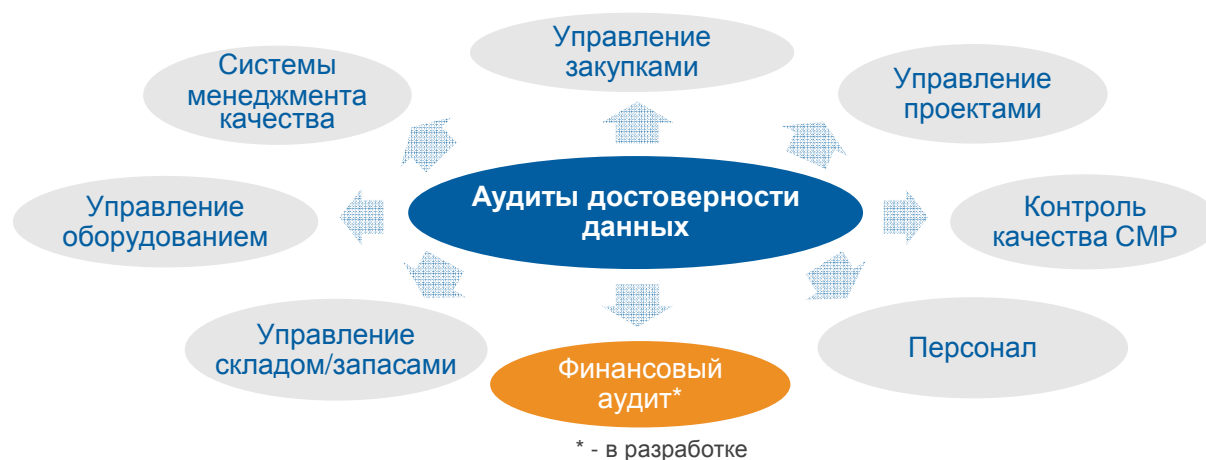 Управление
закупками
Системы
менеджмента
качества
Управление
проектами
Аудиты достоверности
данных
Управление
оборудованием
Контроль
качества СМР
Управление
складом/запасами
Персонал
Финансовый
аудит*
* - в разработке